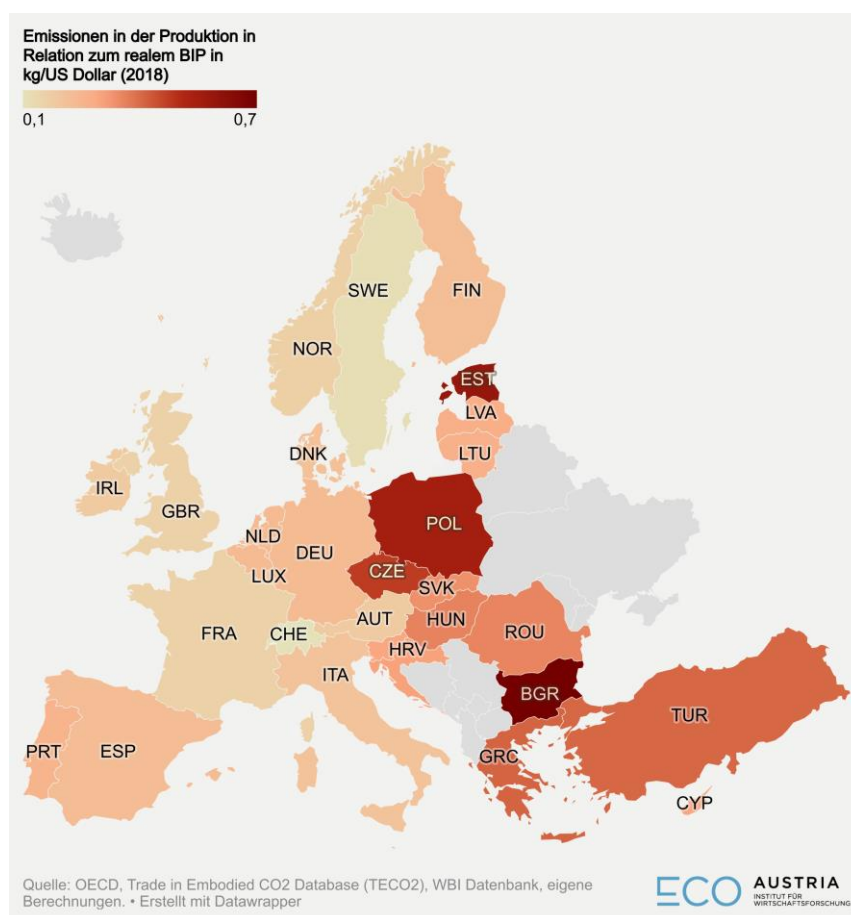 Emissionen in der Produktion in
Relation zum realem BIP in
kg/US Dollar (2018)
0,1 0,7
SWE
FIN
NOR
EST
LVA
DNK
LTU
IRL
GBR
POL
NLD
DEU
CZE
LUX
SVK
AUT
HUN
FRA
CHE
ROU
HRV
ITA
BGR
TUR
PRT
ESP
GRC
CYP
Quelle: OECD, Trade in Embodied CO2 Database (TECO2), WBI Datenbank, eigene
Berechnungen. • Erstellt mit Datawrapper
ECO AUSTRIA
INSTITUT FÜR
WIRTSCHAFTSFORSCHUNG